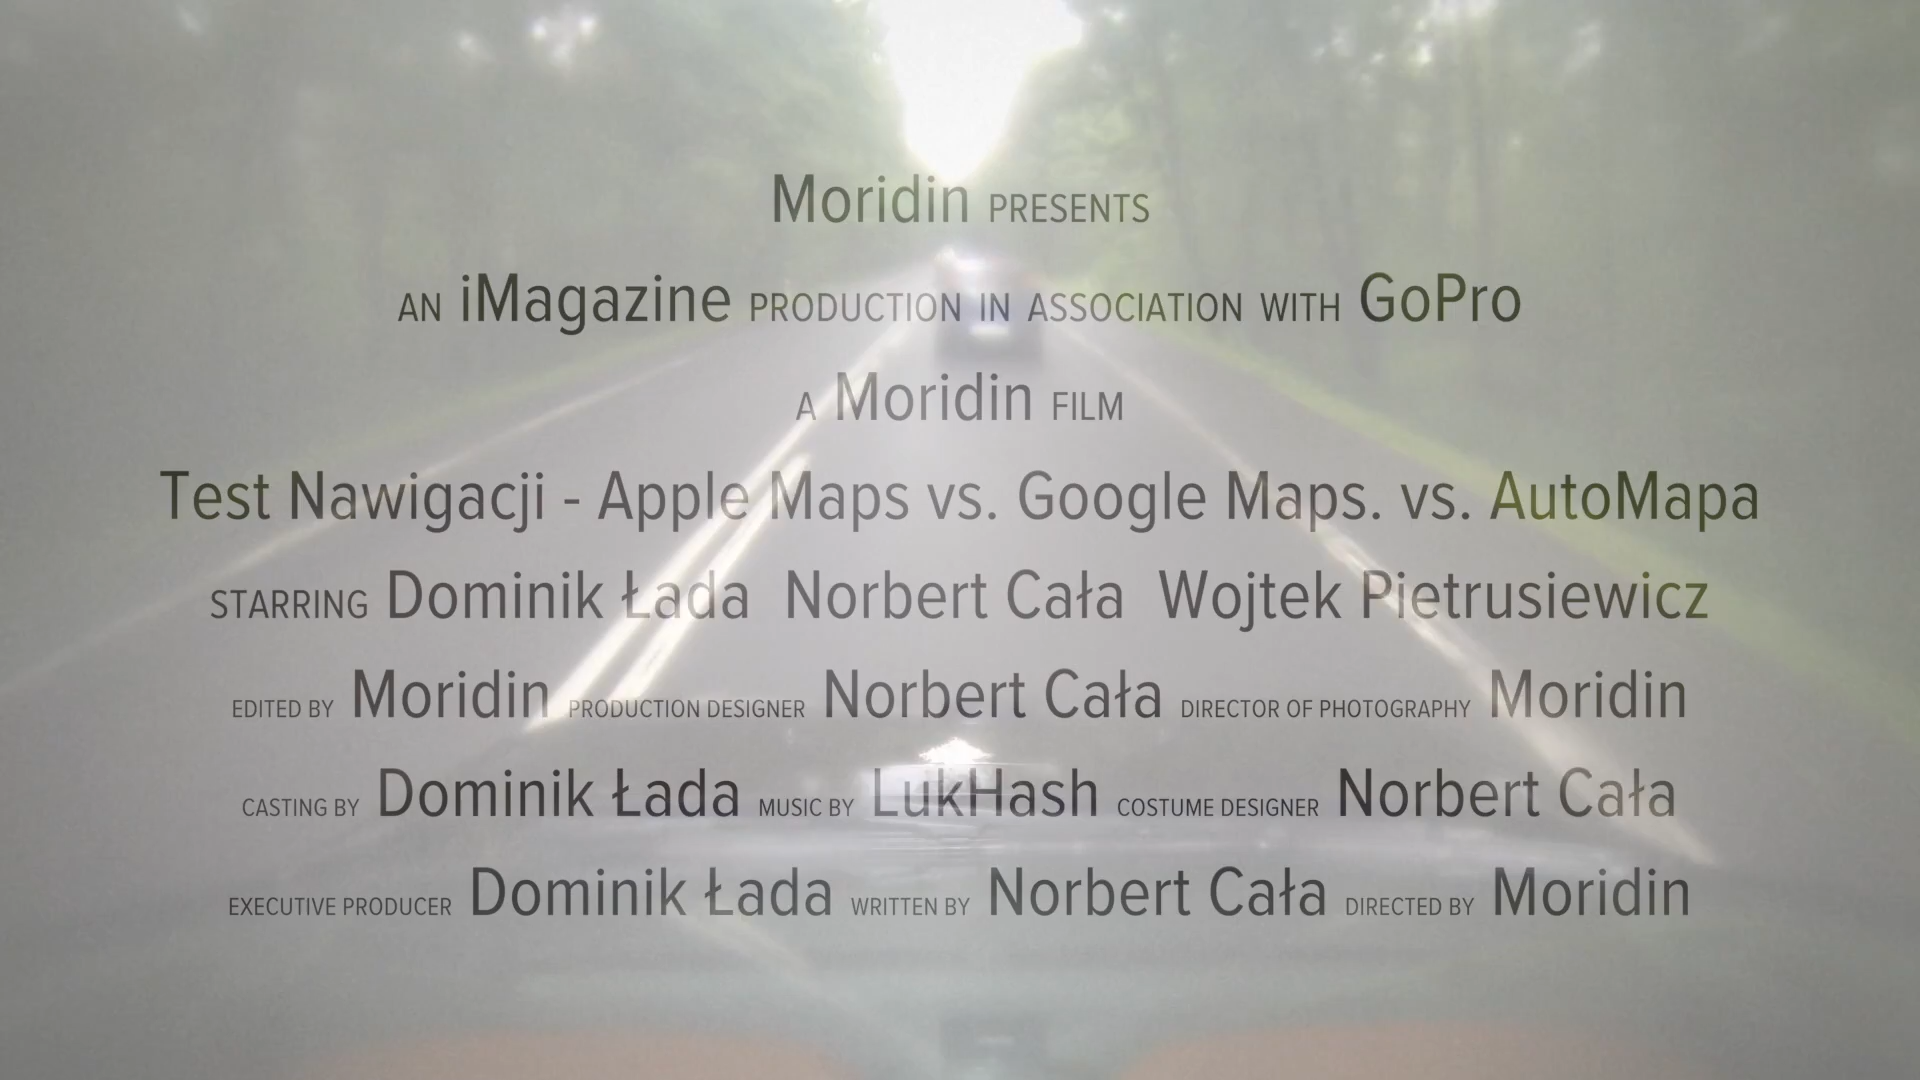 Moridin PRESENTS
AN iMagazine PRODUCTION IN ASSOCIATION WITH GoPro
A Moridin FILM
Test Nawigacji - Apple Maps vs. Google Maps. vs. AutoMapa
STARRING Dominik Łada Norbert Cała Wojtek Pietrusiewicz
EDITED BY Moridin PRODUCTION DESIGNER Norbert Cała DIRECTOR OF PHOTOGRAPHY Moridin
CASTING BY Dominik Łada MUSIC BY LukHash COSTUME DESIGNER Norbert Cała
EXECUTIVE PRODUCER Dominik Łada WRITTEN BY Norbert Cała DIRECTED BY Moridin